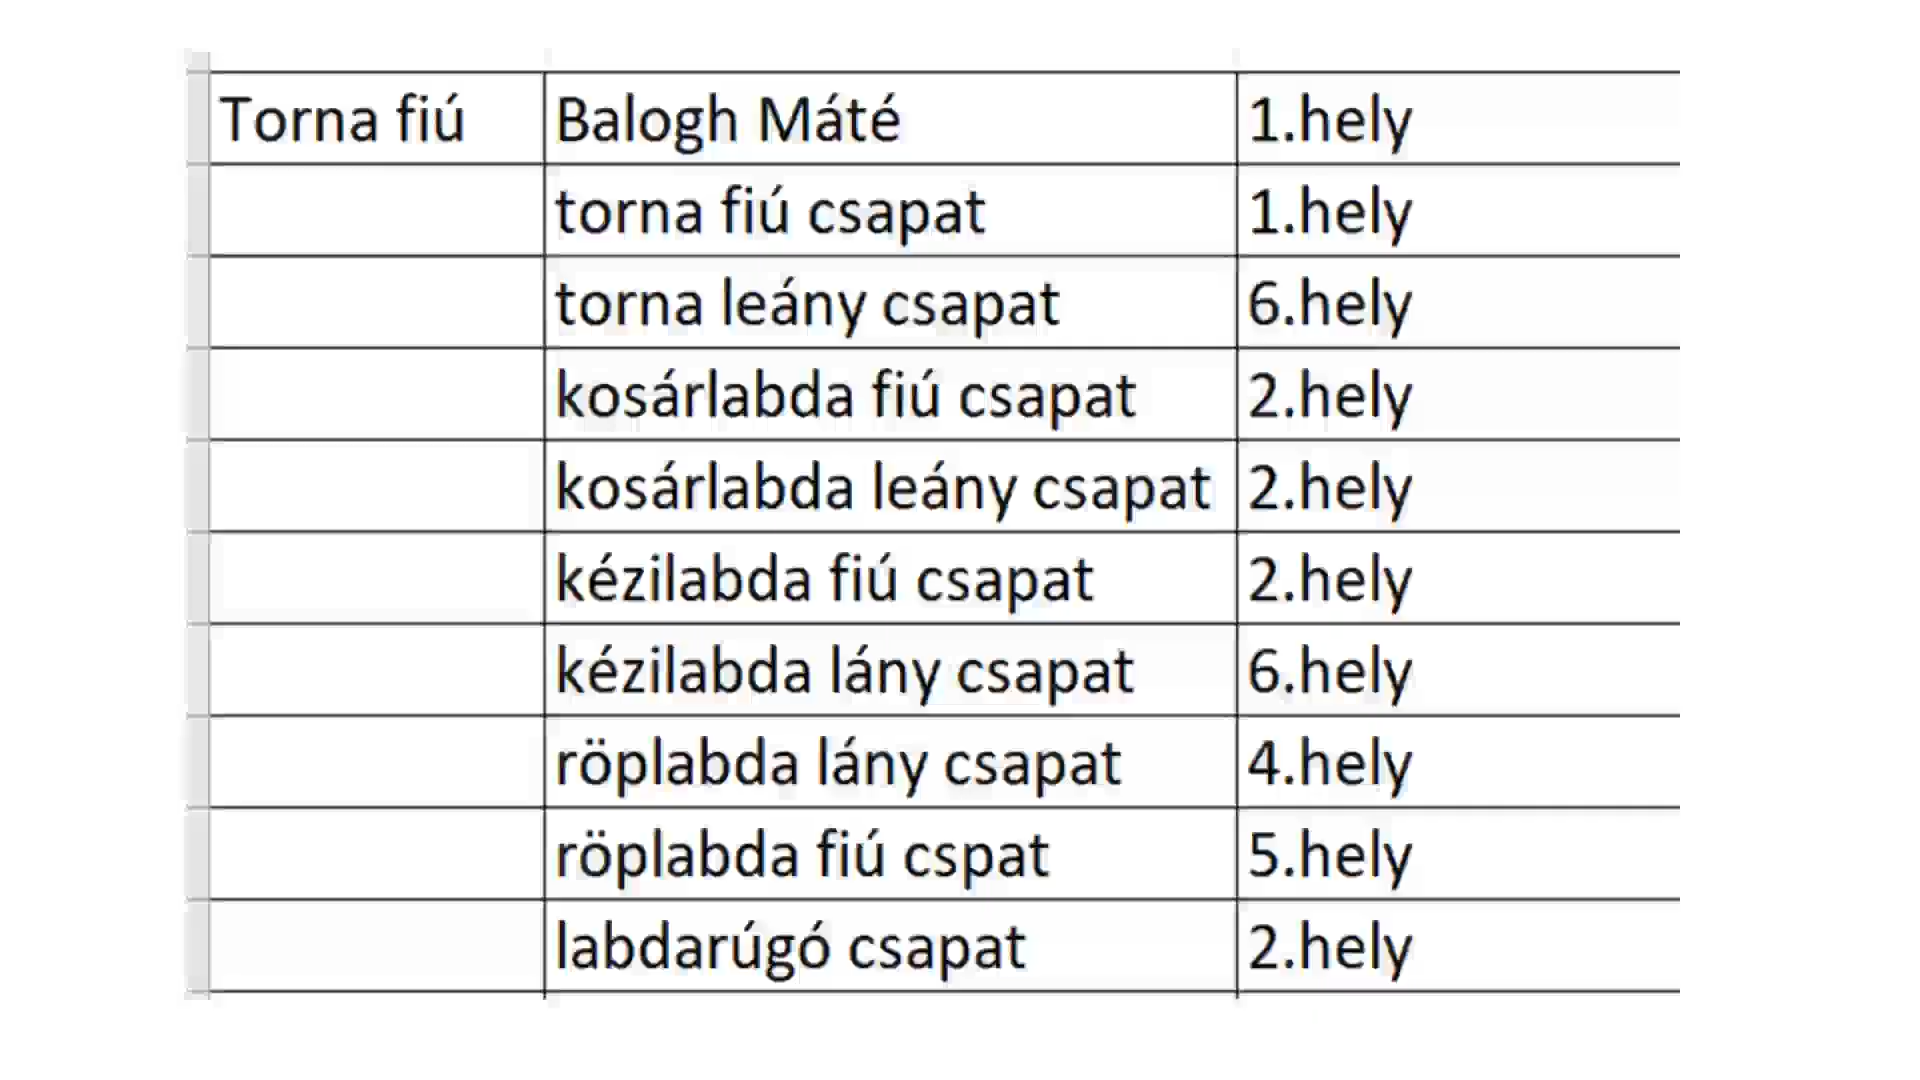 Torna fiú Balogh Máté 1.hely
torna fiú csapat 1.hely
torna leány csapat 6.hely
kosárlabda fiú csapat 2.hely
kosárlabda leány csapat 2.hely
kézilabda fiú csapat 2.hely
kézilabda lány csapat 6.hely
röplabda lány csapat 4.hely
röplabda fiú cspat 5.hely
labdarúgó csapat 2.hely